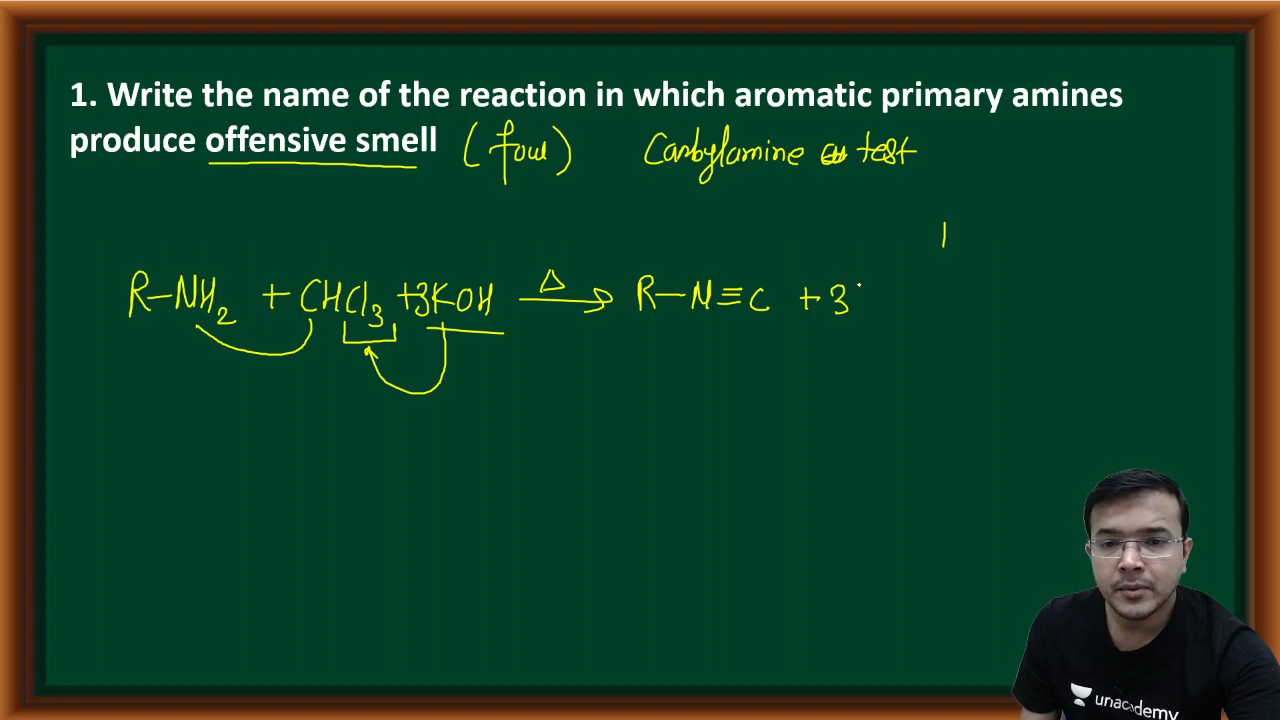 1. Write the name of the reaction in which aromatic primary amines
produce offensive smell (foul) Carbylamine test
R-NH2 + CHCl3 +3KOH Δ→ R-N≡C +3
unacademy